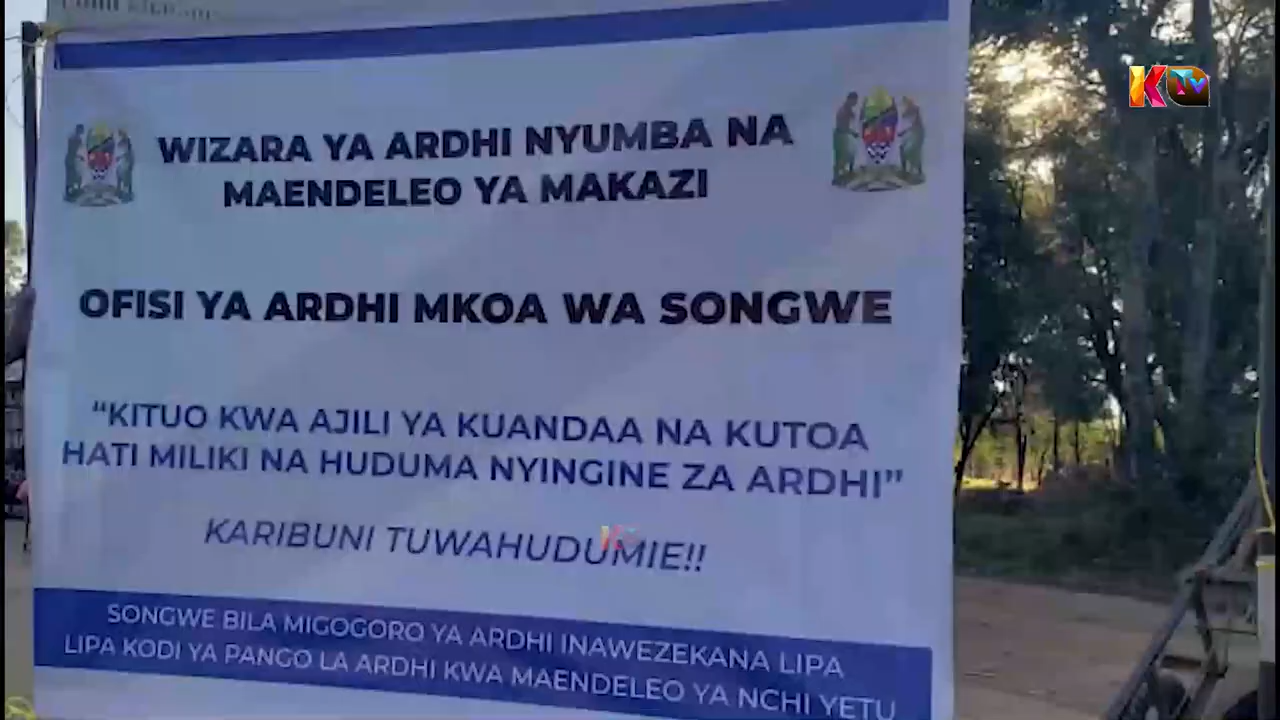 KTv
WIZARA YA ARDHI NYUMBA NA
MAENDELEO YA MAKAZI
OFISI YA ARDHI MKOA WA SONGWE
“KITUO KWA AJILI YA KUANDAA NA KUTOA
HATI MILIKI NA HUDUMA NYINGINE ZA ARDHI”
KARIBUNI TUWAHUDUMIE!!
SONGWE BILA MIGOGORO YA ARDHI INAWEZEKANA LIPA
LIPA KODI YA PANGO LA ARDHI KWA MAENDELEO YA NCHI YETU